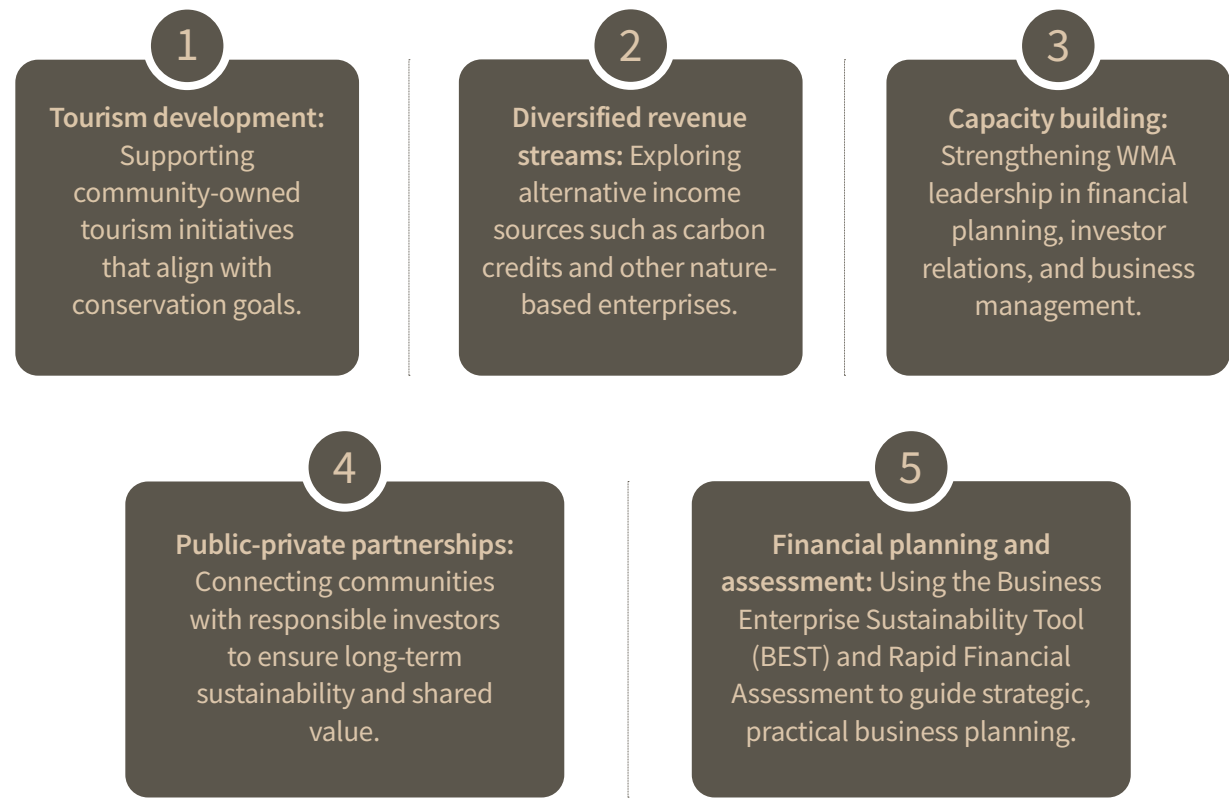 1
Tourism development:
Supporting
community-owned
tourism initiatives
that align with
conservation goals.
2
Diversified revenue
streams: Exploring
alternative income
sources such as carbon
credits and other nature-
based enterprises.
3
Capacity building:
Strengthening WMA
leadership in financial
planning, investor
relations, and business
management.
4
Public-private partnerships:
Connecting communities
with responsible investors
to ensure long-term
sustainability and shared
value.
5
Financial planning and
assessment: Using the Business
Enterprise Sustainability Tool
(BEST) and Rapid Financial
Assessment to guide strategic,
practical business planning.